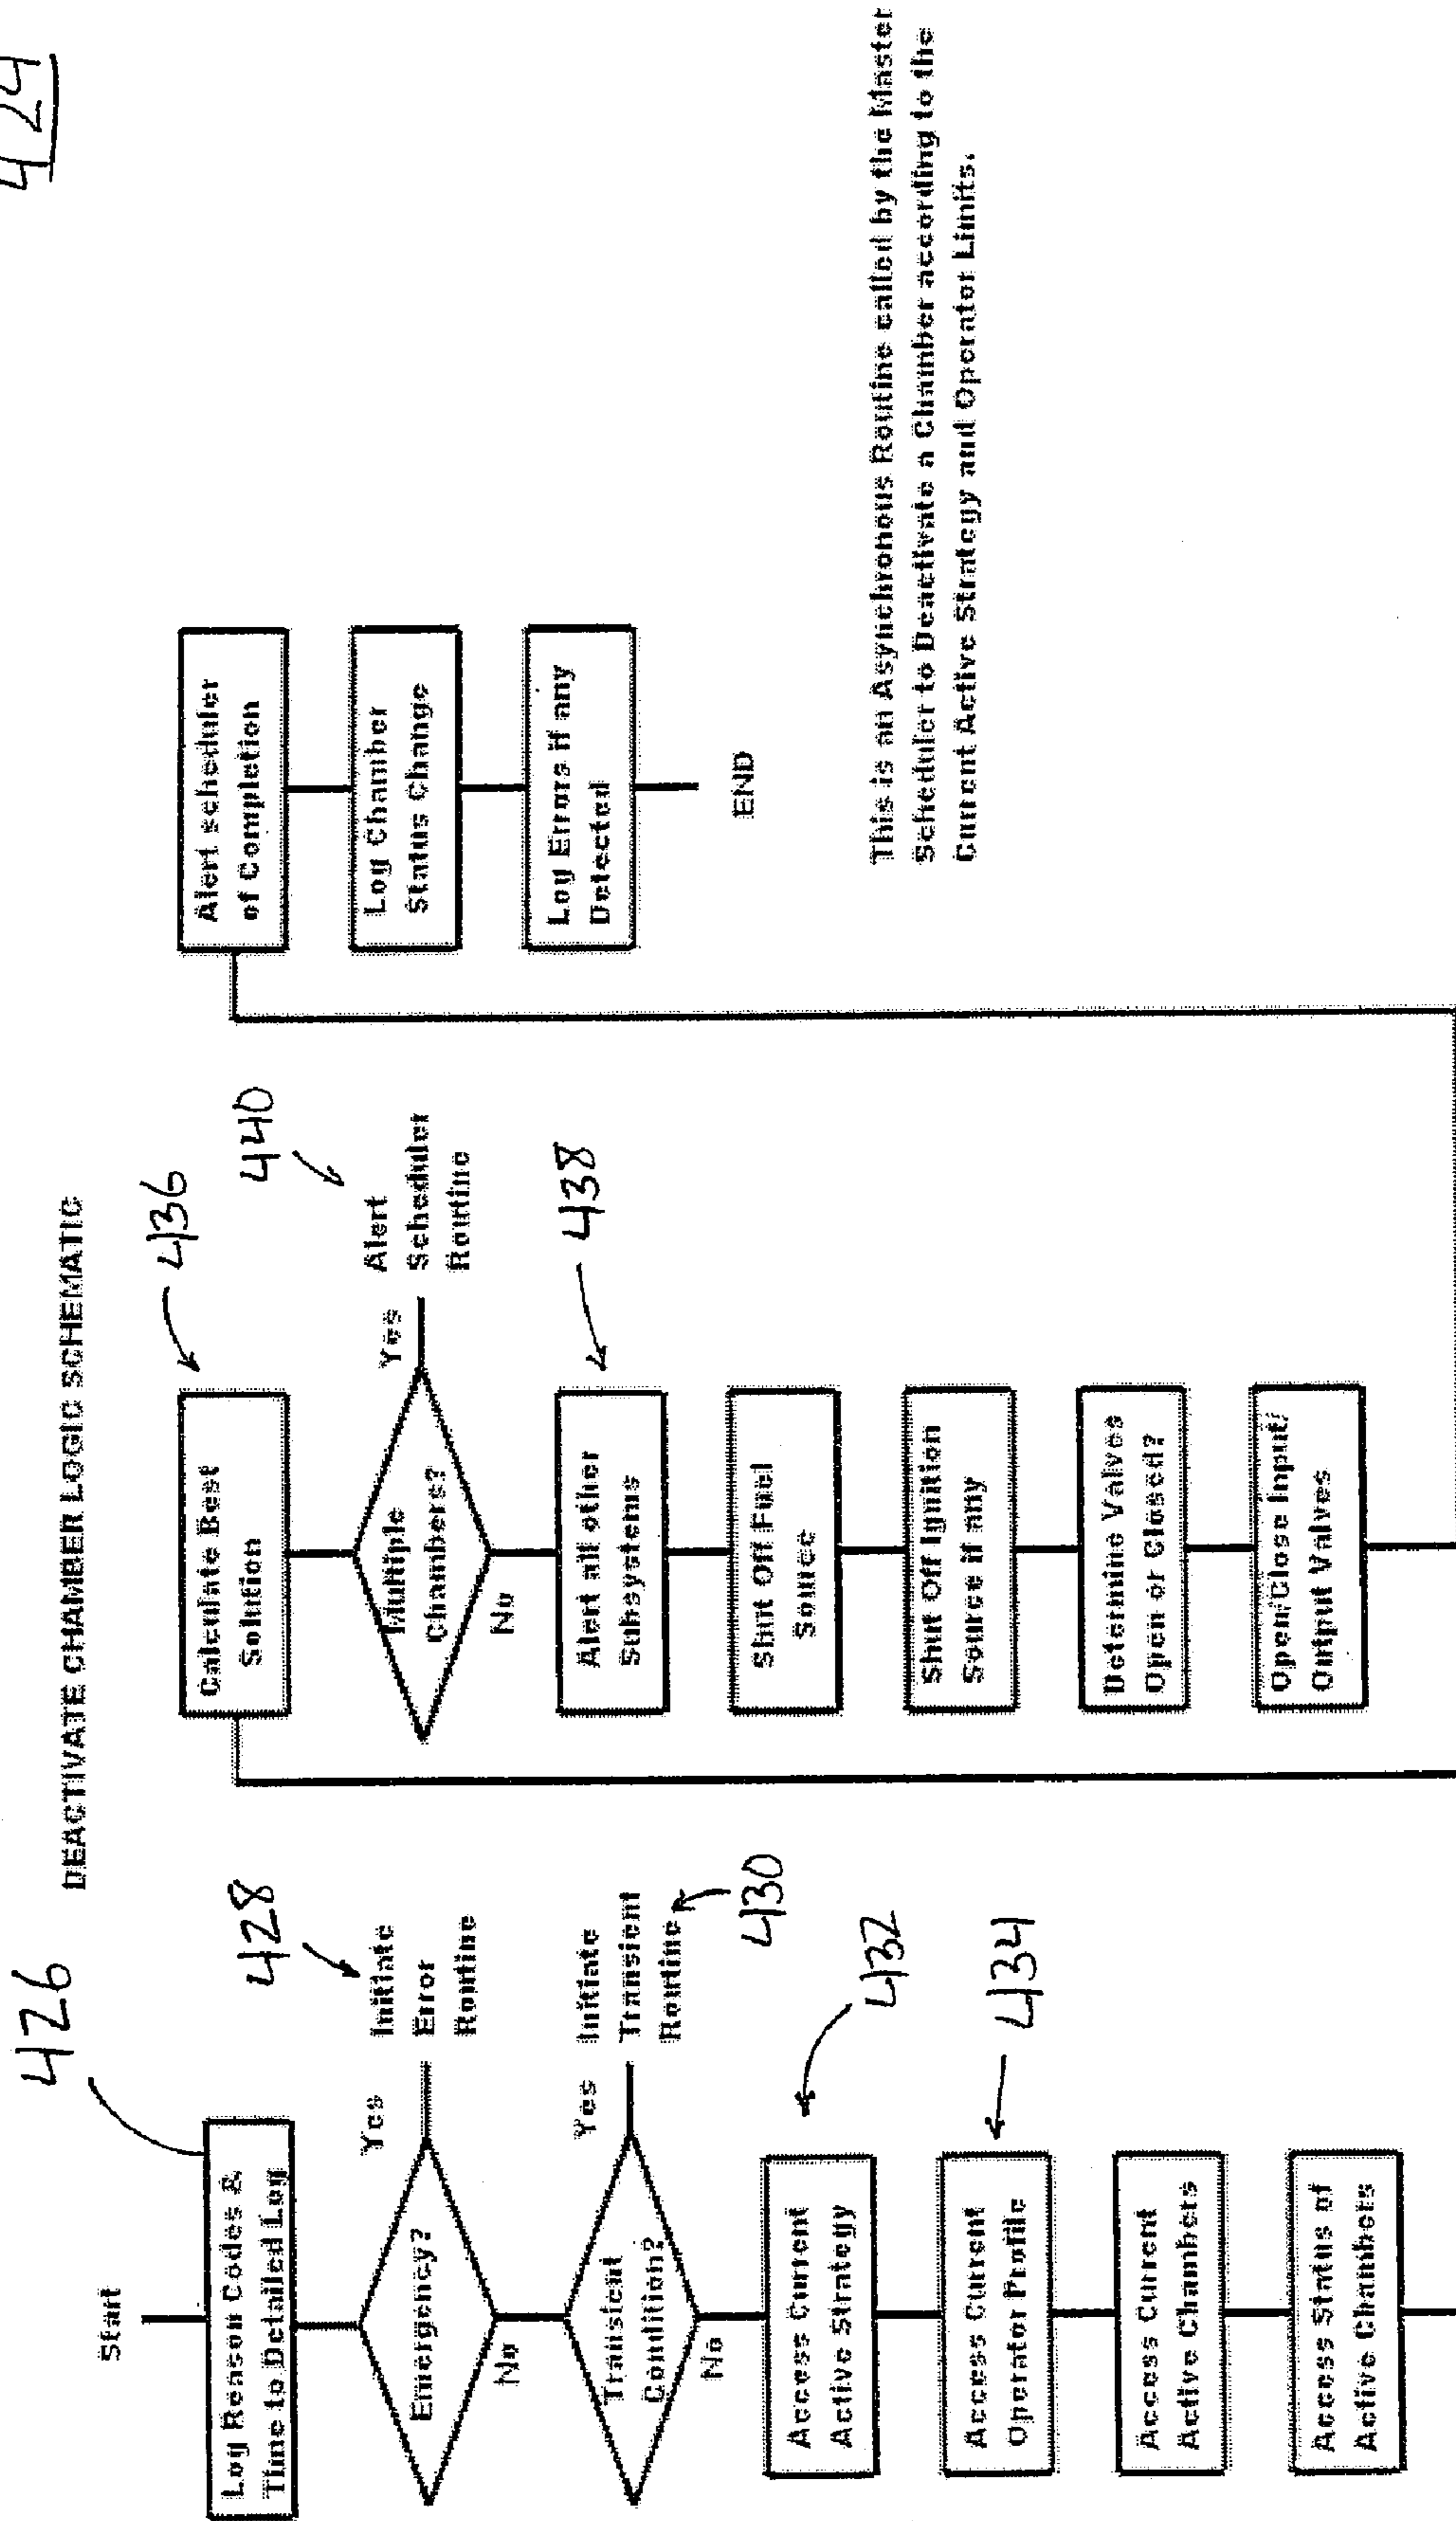 424
DEACTIVATE CHAMBER LOGIC SCHEMATIC
426
Start
Log Reason Codes &
Time to Detailed Log
Emergency?
Yes
No
428
Initiate
Error
Routine
Transient
Condition?
Yes
No
Initiate
Transient
Routine
430
Access Current
Active Strategy
432
Access Current
Operator Profile
434
Access Current
Active Chambers
Access Status of
Active Chambers
436
Calculate Best
Solution
Multiple
Chambers?
Yes
No
440
Alert
Scheduler
Routine
Alert all other
Subsystems
438
Shut Off Fuel
Source
Shut Off Ignition
Source if any
Determine Valves
Open or Closed?
Open/Close Input/
Output Valves
Alert scheduler
of Completion
Log Chamber
Status Change
Log Errors if any
Detected
END
This is an Asynchronous Routine called by the Master
Scheduler to Deactivate a Chamber according to the
Current Active Strategy and Operator Limits.